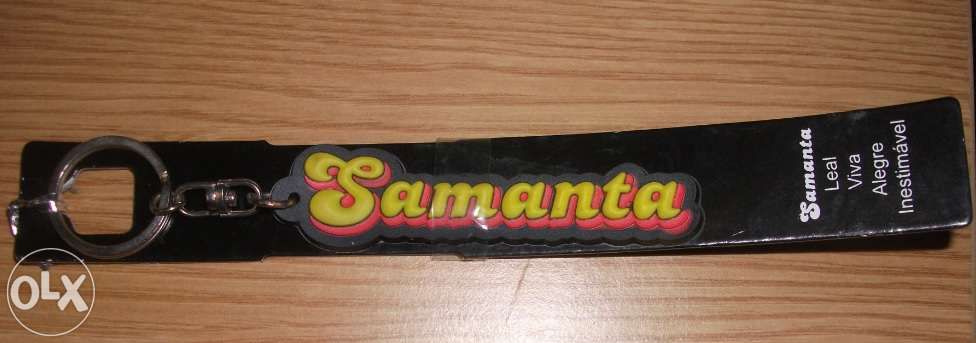 Samanta
Samanta
Leal
Viva
Alegre
Inestimável
OLX